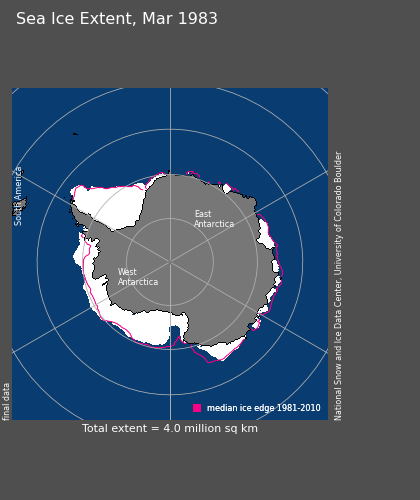 Sea Ice Extent, Mar 1983
South America
East
Antarctica
West
Antarctica
National Snow and Ice Data Center, University of Colorado Boulder
final data
median ice edge 1981-2010
Total extent = 4.0 million sq km